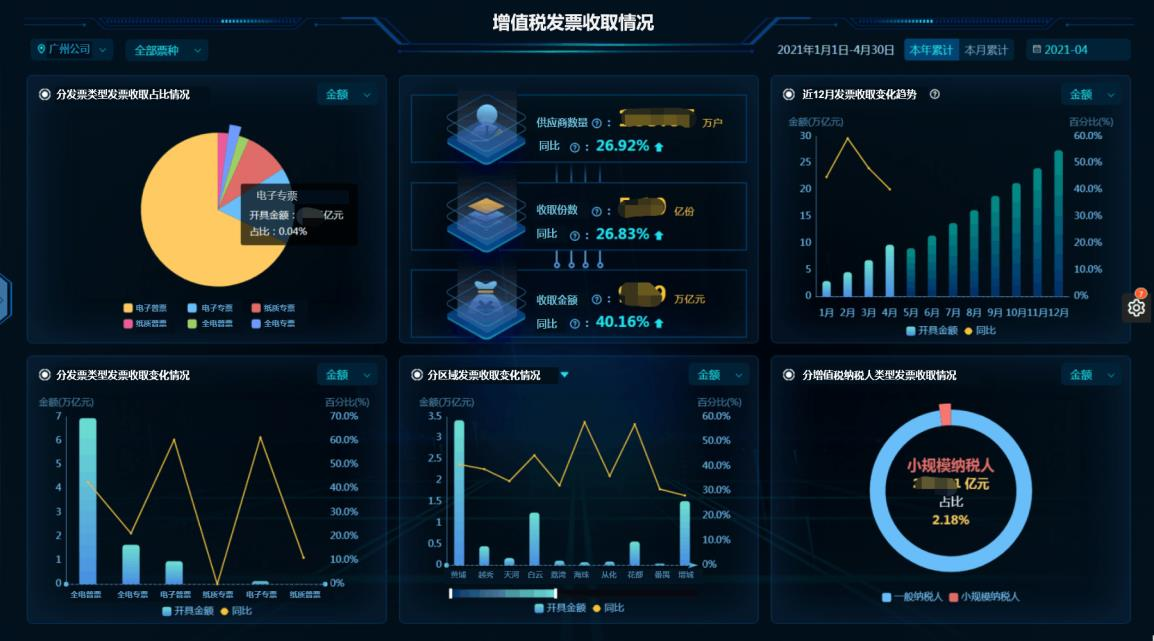 增值税发票收取情况
广州公司
全部票种
2021年1月1日-4月30日
本年累计
本月累计
2021-04
分发票类型发票收取占比情况
金额
电子专票
开具金额：
亿元
占比：0.04%
电子普票
电子专票
纸质专票
纸质普票
全电普票
全电专票
供应商数量 ? ：
万户
同比 ? ：26.92%
收取份数 ? ：
亿份
同比 ? ：26.83%
收取金额 ? ：
万亿元
同比 ? ：40.16%
近12月发票收取变化趋势 ?
金额
金额(万亿元)
百分比(%)
30
25
20
15
10
5
0
60.0%
50.0%
40.0%
30.0%
20.0%
10.0%
0%
1月 2月 3月 4月 5月 6月 7月 8月 9月 10月11月12月
开具金额 同比
7
分发票类型发票收取变化情况
金额
金额(万亿元)
百分比(%)
7
6
5
4
3
2
1
0
70.0%
60.0%
50.0%
40.0%
30.0%
20.0%
10.0%
0%
全电普票 全电专票 电子普票 纸质专票 电子专票 纸质普票
开具金额 同比
分区域发票收取变化情况
金额
金额(万亿元)
百分比(%)
3.5
3
2.5
2
1.5
1
0.5
0
60.0%
50.0%
40.0%
30.0%
20.0%
10.0%
0%
黄埔 越秀 天河 白云 荔湾 海珠 从化 花都 番禺 增城
开具金额 同比
分增值税纳税人类型发票收取情况
金额
小规模纳税人
亿元
占比
2.18%
一般纳税人 小规模纳税人